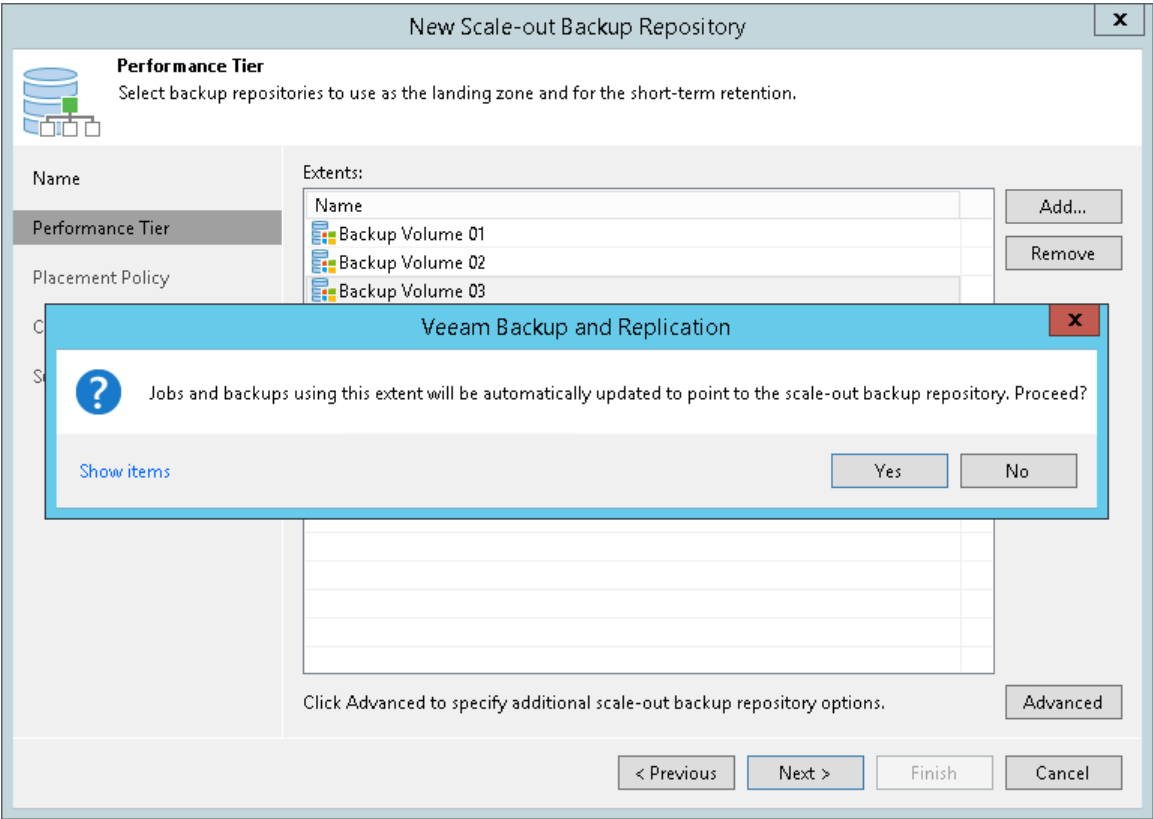 New Scale-out Backup Repository
x
Performance Tier
Select backup repositories to use as the landing zone and for the short-term retention.
Name
Performance Tier
Placement Policy
Extents:
Name
Backup Volume 01
Backup Volume 02
Backup Volume 03
Add...
Remove
Veeam Backup and Replication
x
Jobs and backups using this extent will be automatically updated to point to the scale-out backup repository. Proceed?
Show items
Yes
No
Click Advanced to specify additional scale-out backup repository options.
Advanced
< Previous
Next >
Finish
Cancel